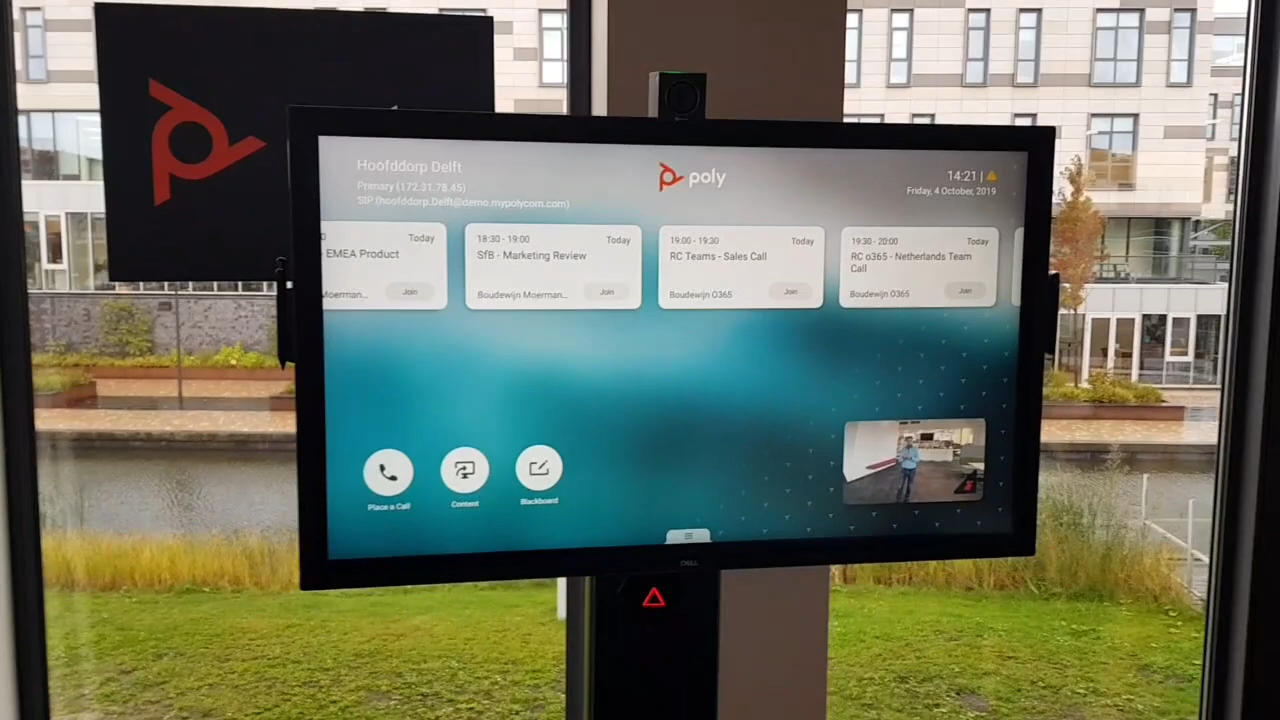 Hoofddorp Delft
Primary (172.31.78.45)
SIP (hoofddorp.Delft@demo.mypolycom.com)
poly
14:21 |
Friday, 4 October, 2019
Today
EMEA Product
Moerman...
Join
18:30 - 19:00
Today
SfB - Marketing Review
Boudewijn Moerman...
Join
19:00 - 19:30
Today
RC Teams - Sales Call
Boudewijn O365
Join
19:30 - 20:00
Today
RC o365 - Netherlands Team
Call
Boudewijn O365
Join
Place a Call
Content
Blackboard
DELL